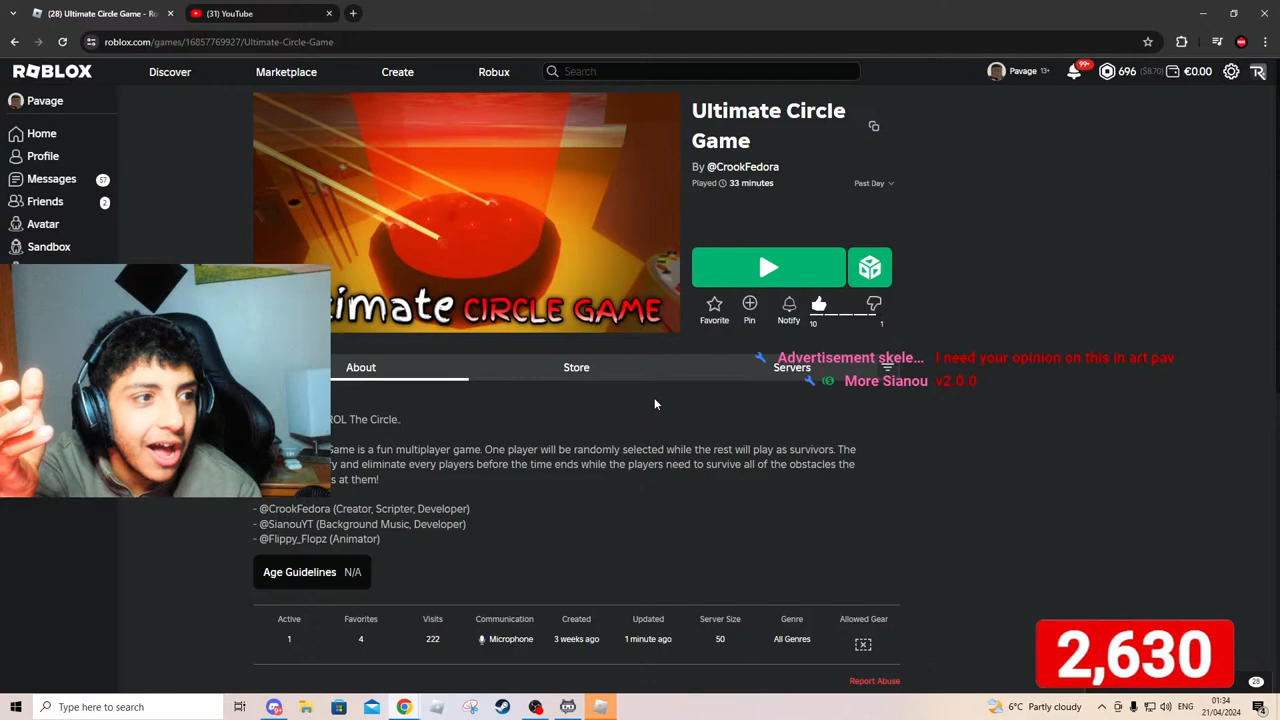 (28) Ultimate Circle Game - Ro
(31) YouTube
roblox.com/games/16857769927/Ultimate-Circle-Game
ROBLOX
Discover
Marketplace
Create
Robux
Search
Pavage 13+
99+
696
($8.70)
€0.00
Pavage
Home
Profile
Messages
57
Friends
2
Avatar
Sandbox
timate CIRCLE GAME
Ultimate Circle
Game
By @CrookFedora
Played 33 minutes
Past Day
Favorite
Pin
Notify
10
1
About
Store
Servers
Advertisement skele... I need your opinion on this in art pav
More Sianou v2.0.0
ROL The Circle..
Game is a fun multiplayer game. One player will be randomly selected while the rest will play as survivors. The
y and eliminate every players before the time ends while the players need to survive all of the obstacles the
s at them!
- @CrookFedora (Creator, Scripter, Developer)
- @SianouYT (Background Music, Developer)
- @Flippy_Flopz (Animator)
Age Guidelines N/A
Active
Favorites
Visits
Communication
Created
Updated
Server Size
Genre
Allowed Gear
1
4
222
Microphone
3 weeks ago
1 minute ago
50
All Genres
Report Abuse
2,630
28
Type here to search
6°C Partly cloudy
ENG
01:34
21/04/2024
4